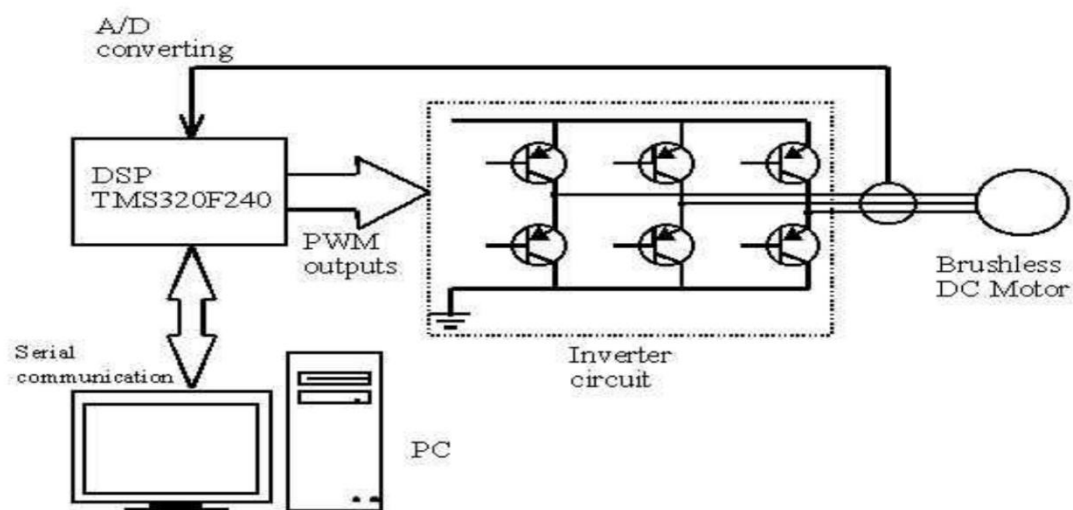 A/D
converting
DSP
TMS320F240
PWM
outputs
Brushless
DC Motor
Inverter
circuit
Serial
communication
PC